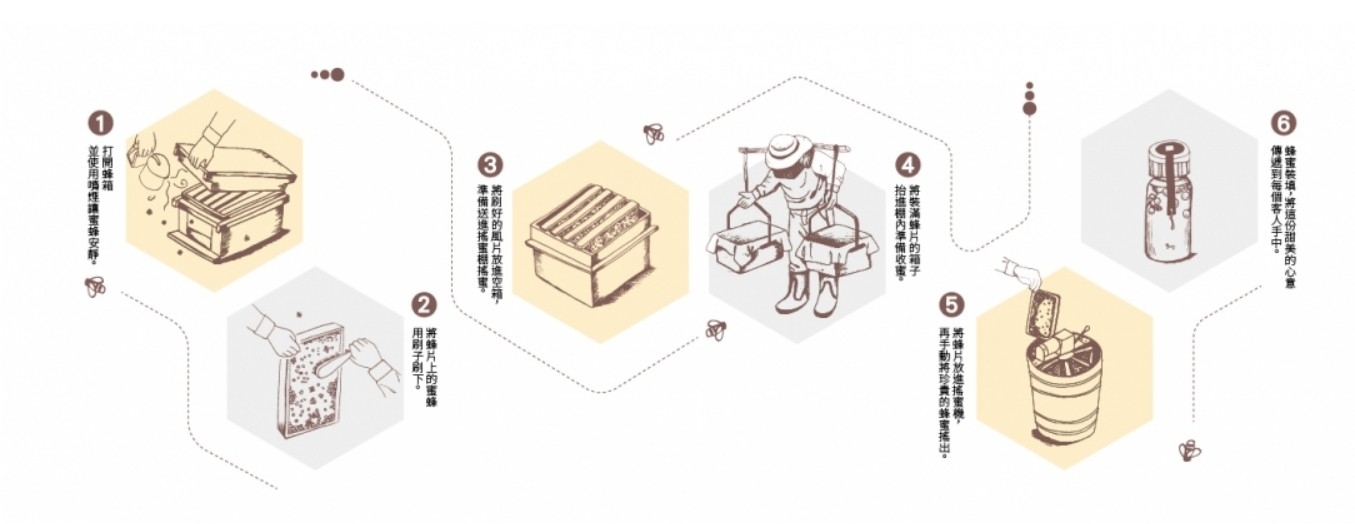 1
打開蜂箱
並使用噴煙讓蜜蜂安靜。
2
將蜂片上的蜜蜂
用刷子刷下。
3
將刷好的風片放進空箱，
準備送進搖蜜棚搖蜜。
4
將裝滿蜂片的箱子
抬進棚內準備收蜜。
5
將蜂片放進搖蜜機，
再手動將珍貴的蜂蜜搖出。
6
蜂蜜裝填，將這份甜美的心意
傳遞到每個客人手中。